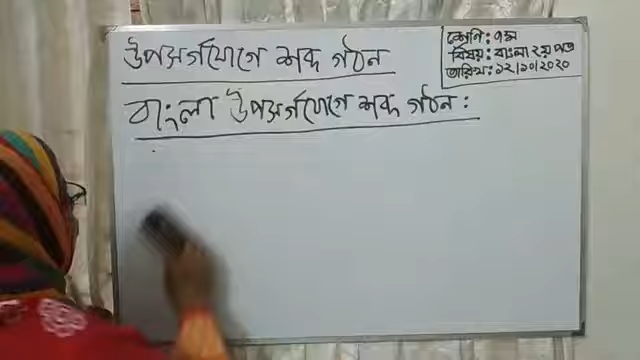 উপসর্গযোগে শব্দ গঠন
শ্রেণি: ৭ম
বিষয়: বাংলা ২য় পত্র
তারিখ: ১২/১০/২০২০
বাংলা উপসর্গযোগে শব্দ গঠন: